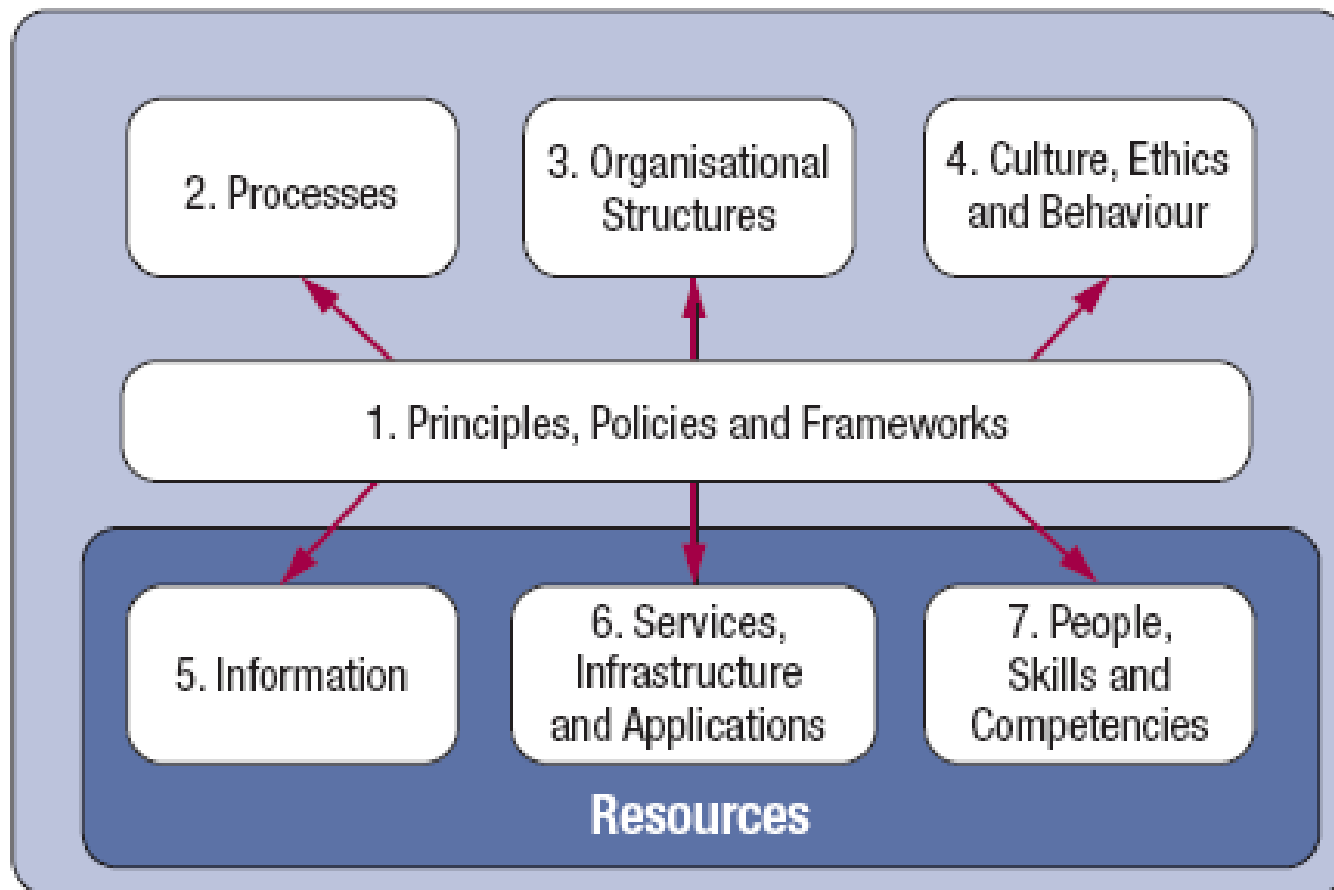 2. Processes
3. Organisational
Structures
4. Culture, Ethics
and Behaviour
1. Principles, Policies and Frameworks
5. Information
6. Services,
Infrastructure
and Applications
7. People,
Skills and
Competencies
Resources